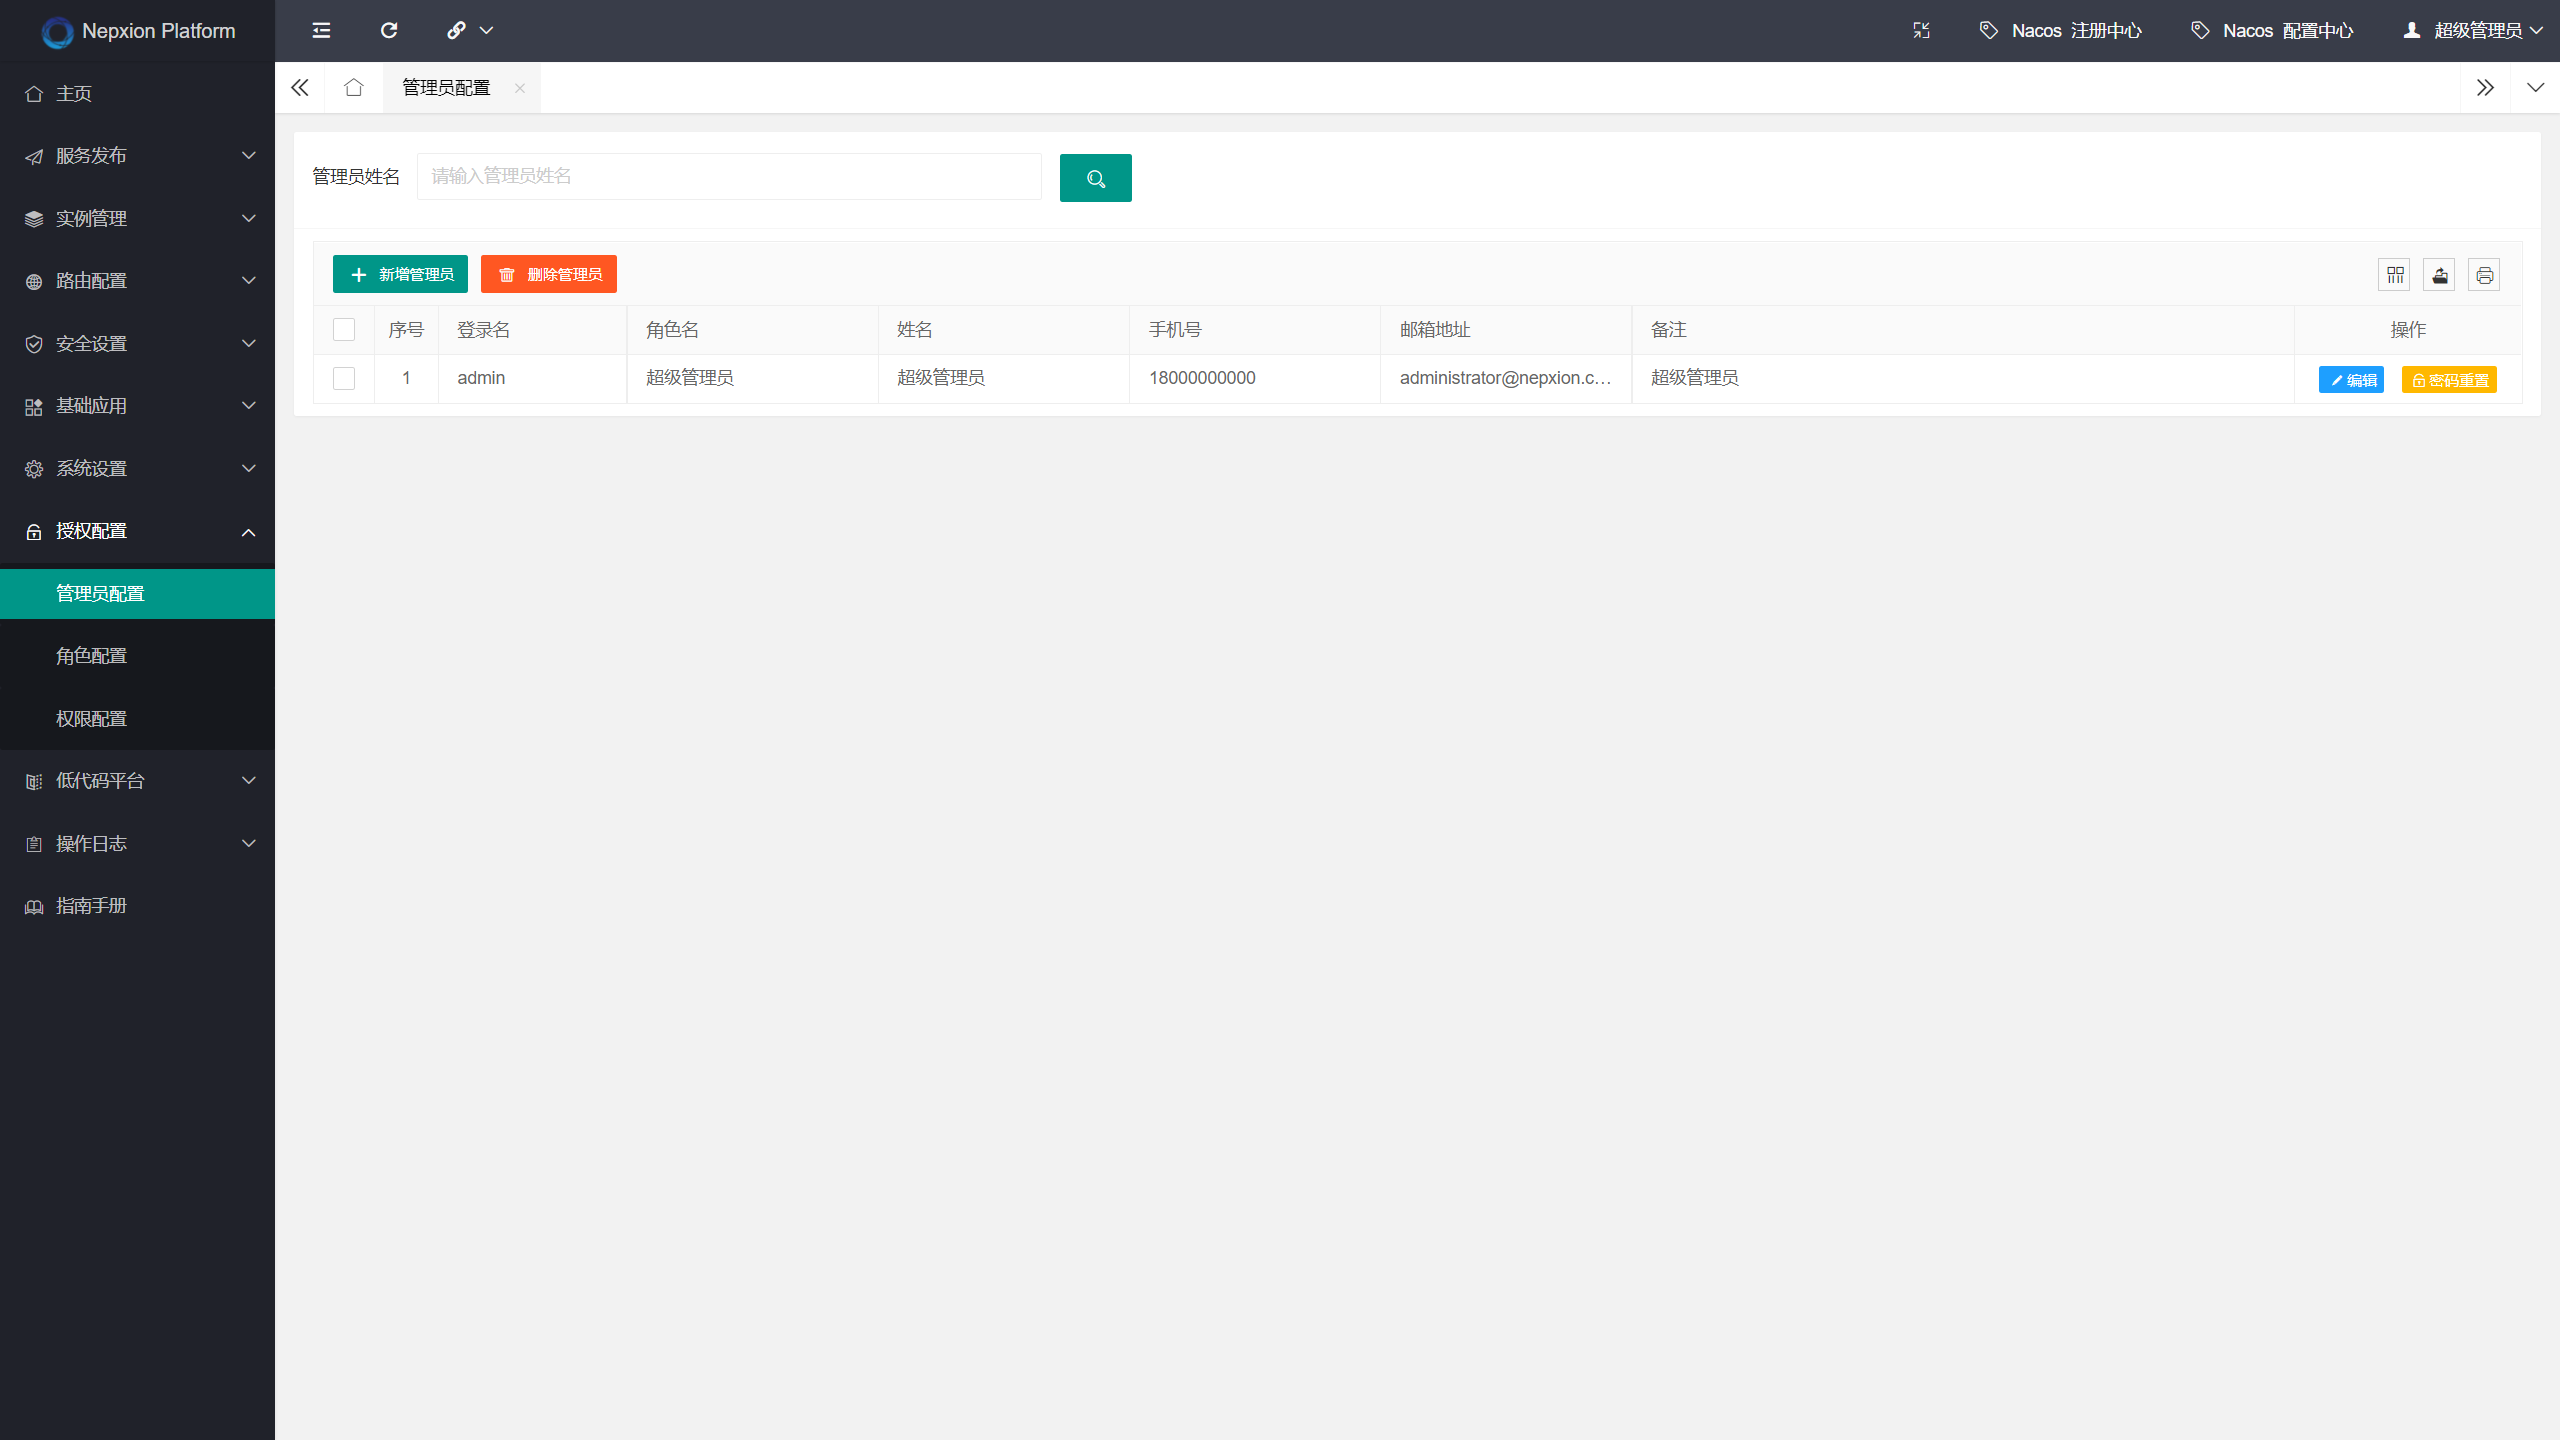 Nepxion Platform
Nacos 注册中心
Nacos 配置中心
超级管理员
主页
服务发布
实例管理
路由配置
安全设置
基础应用
系统设置
授权配置
管理员配置
角色配置
权限配置
低代码平台
操作日志
指南手册
管理员配置
管理员姓名 请输入管理员姓名
新增管理员 删除管理员
序号 登录名 角色名 姓名 手机号 邮箱地址 备注 操作
1 admin 超级管理员 超级管理员 18000000000 administrator@nepxion.c... 超级管理员 编辑 密码重置